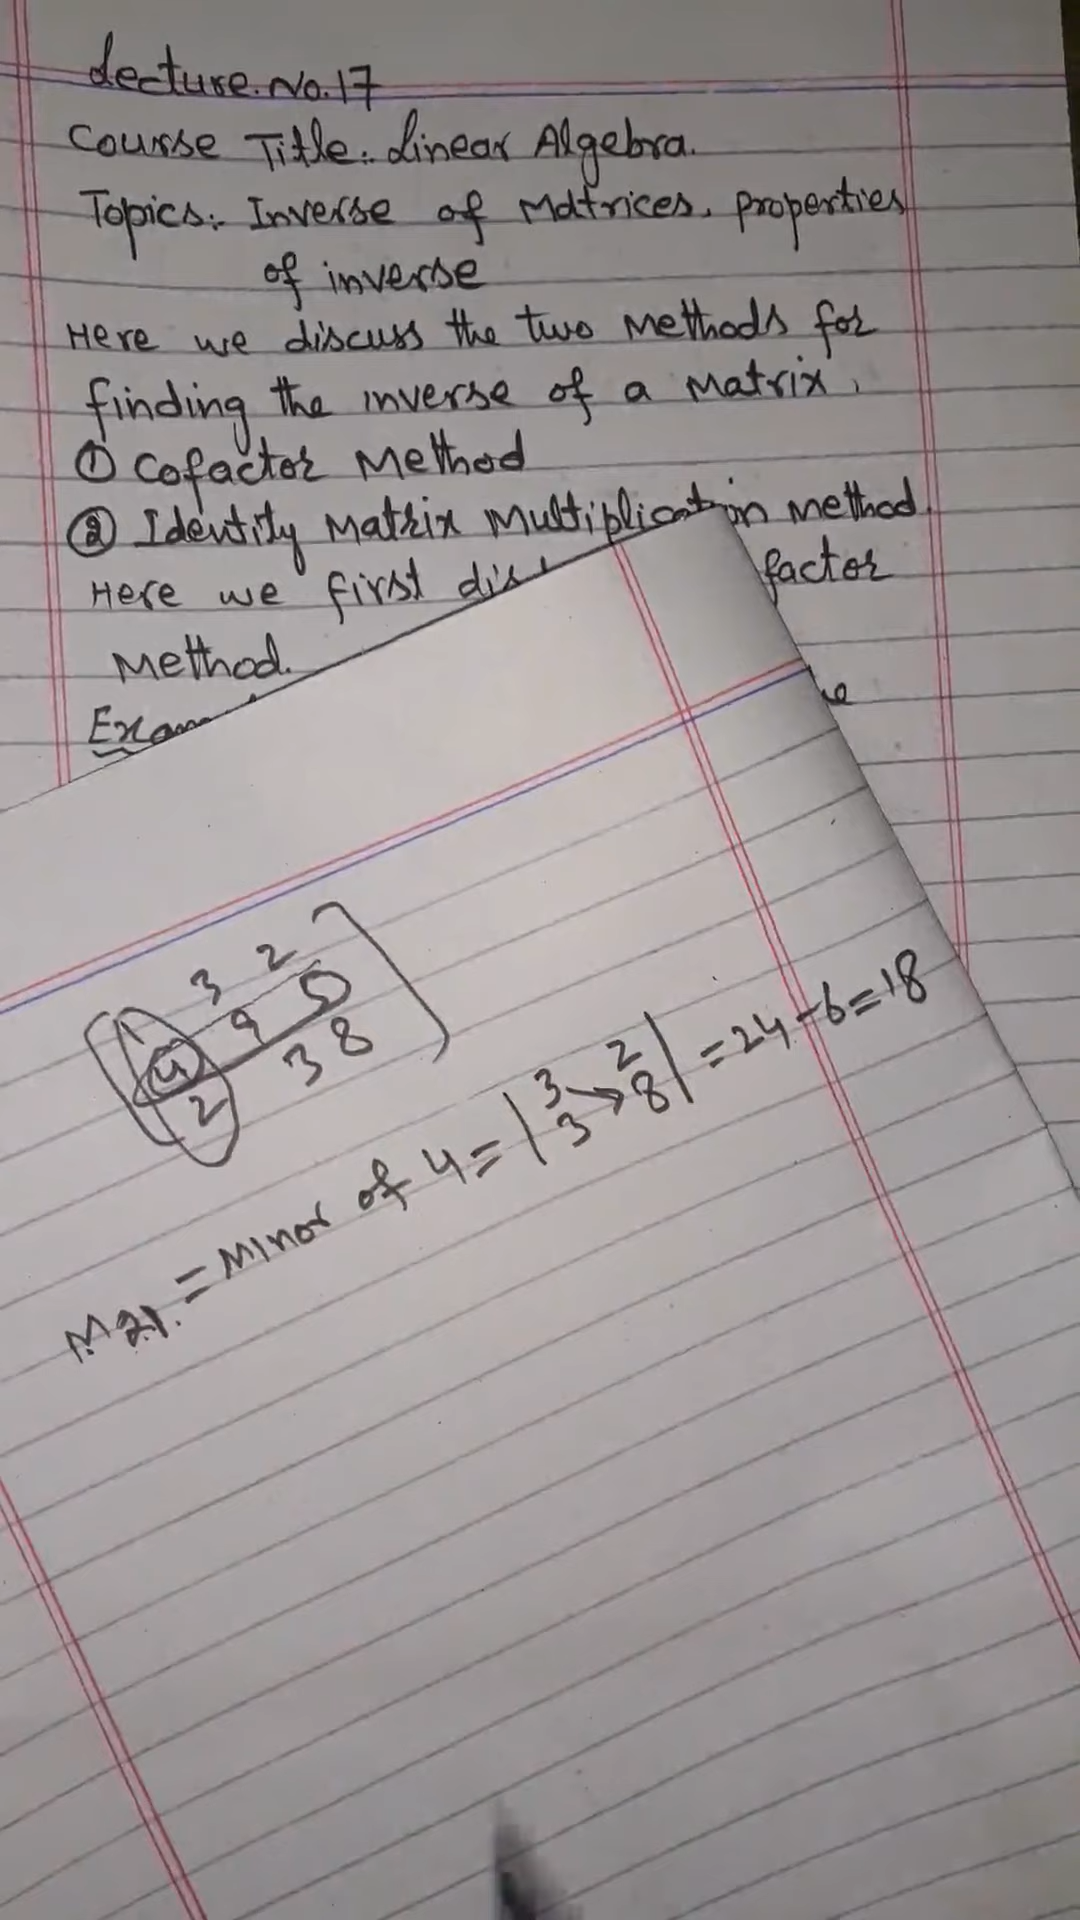 Lecture.No.17
Course Title:. Linear Algebra.
Topics:. Inverse of Matrices, properties
of inverse
Here we discuss the two Methods for
finding the inverse of a Matrix,
① Cofactor Method
② Identity Matrix Multiplication method.
Here we first factor
Method.
3 2
4 9 5
2 3 8
M21. = Minor of 4 = | 3 2 | = 24-6=18
3 8